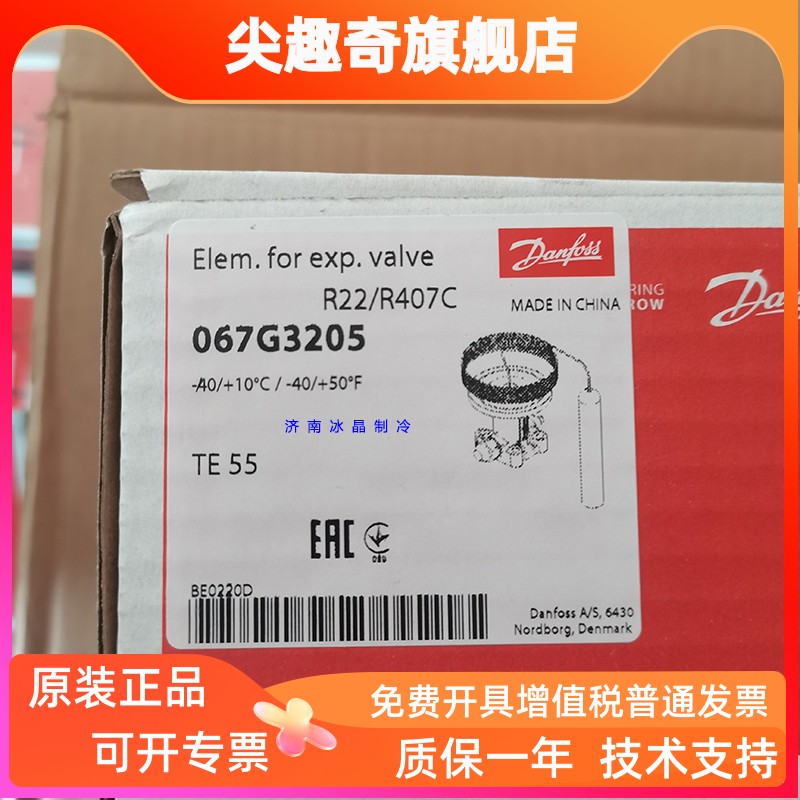 尖趣奇旗舰店
Elem. for exp. valve
Danfoss
R22/R407C
MADE IN CHINA
RING
ROW
Da
067G3205
-40/+10°C / -40/+50°F
济南冰晶制冷
TE 55
EAC
BE0220D
Danfoss A/S, 6430
Nordborg, Denmark
原装正品
可开专票
免费开具增值税普通发票
质保一年 技术支持